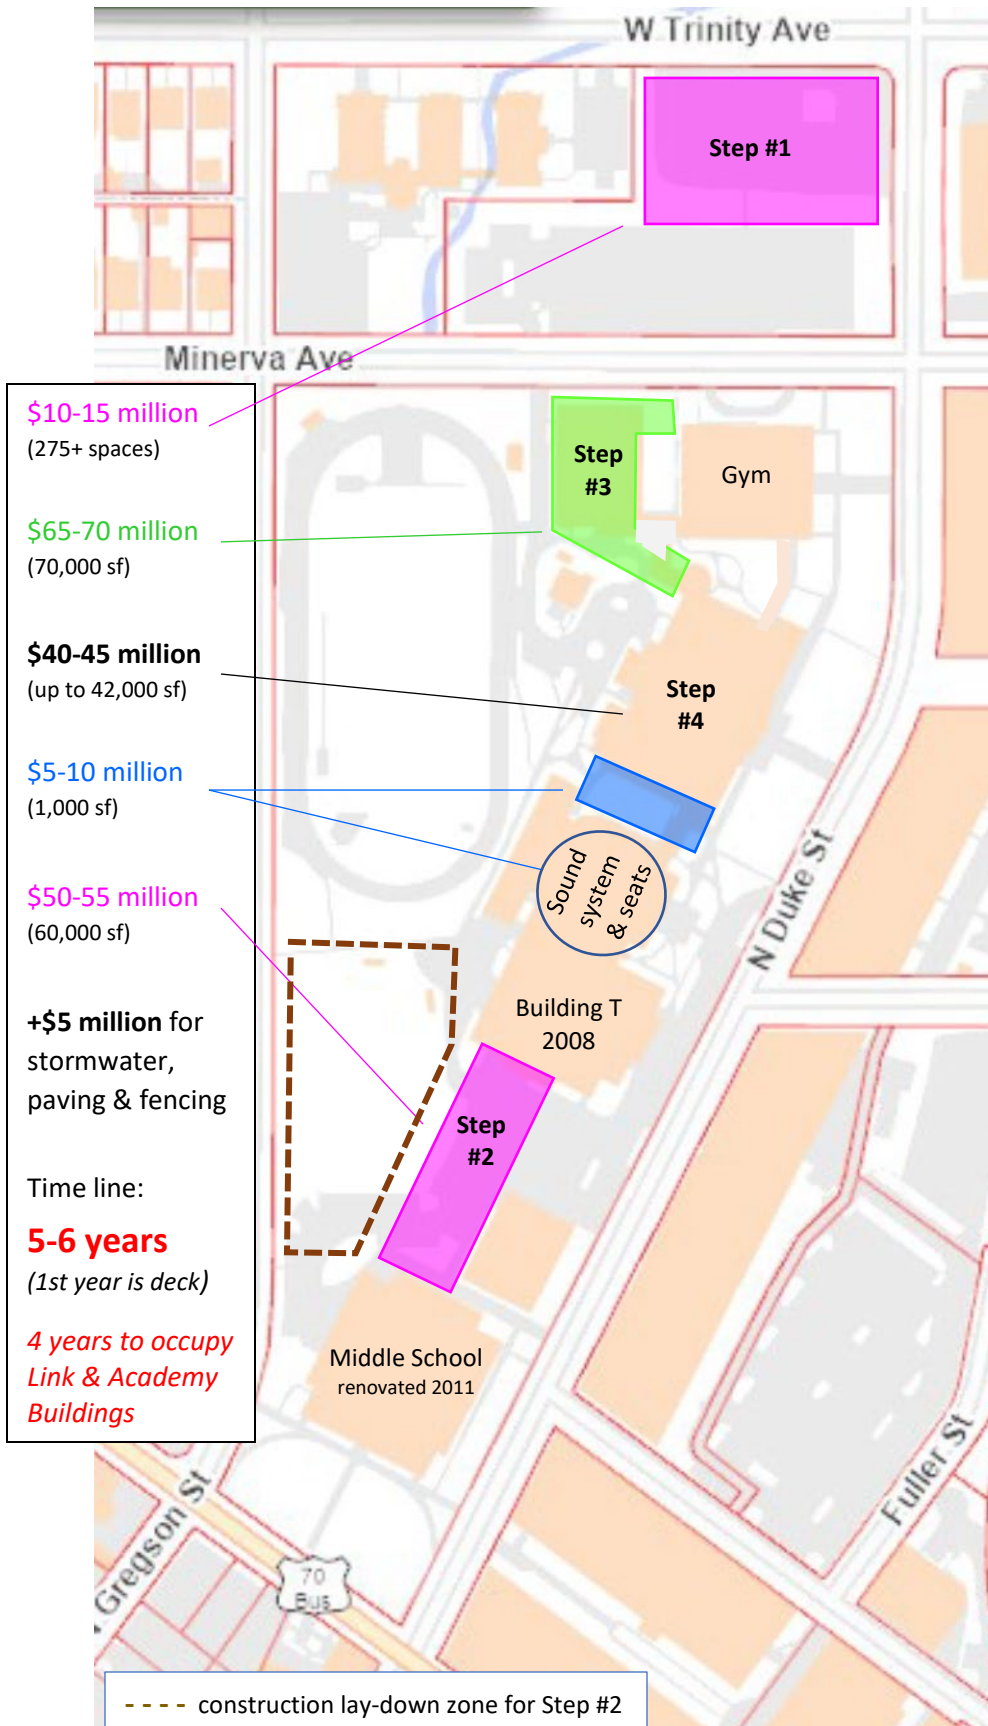 W Trinity Ave
Step #1
Minerva Ave
$10-15 million
(275+ spaces)
$65-70 million
(70,000 sf)
$40-45 million
(up to 42,000 sf)
$5-10 million
(1,000 sf)
$50-55 million
(60,000 sf)
+$5 million for
stormwater,
paving & fencing
Time line:
5-6 years
(1st year is deck)
4 years to occupy
Link & Academy
Buildings
Step
#3
Gym
Step
#4
Sound
system
& seats
N Duke St
Building T
2008
Step
#2
Middle School
renovated 2011
Gregson St
Fuller St
70
Bus
construction lay-down zone for Step #2